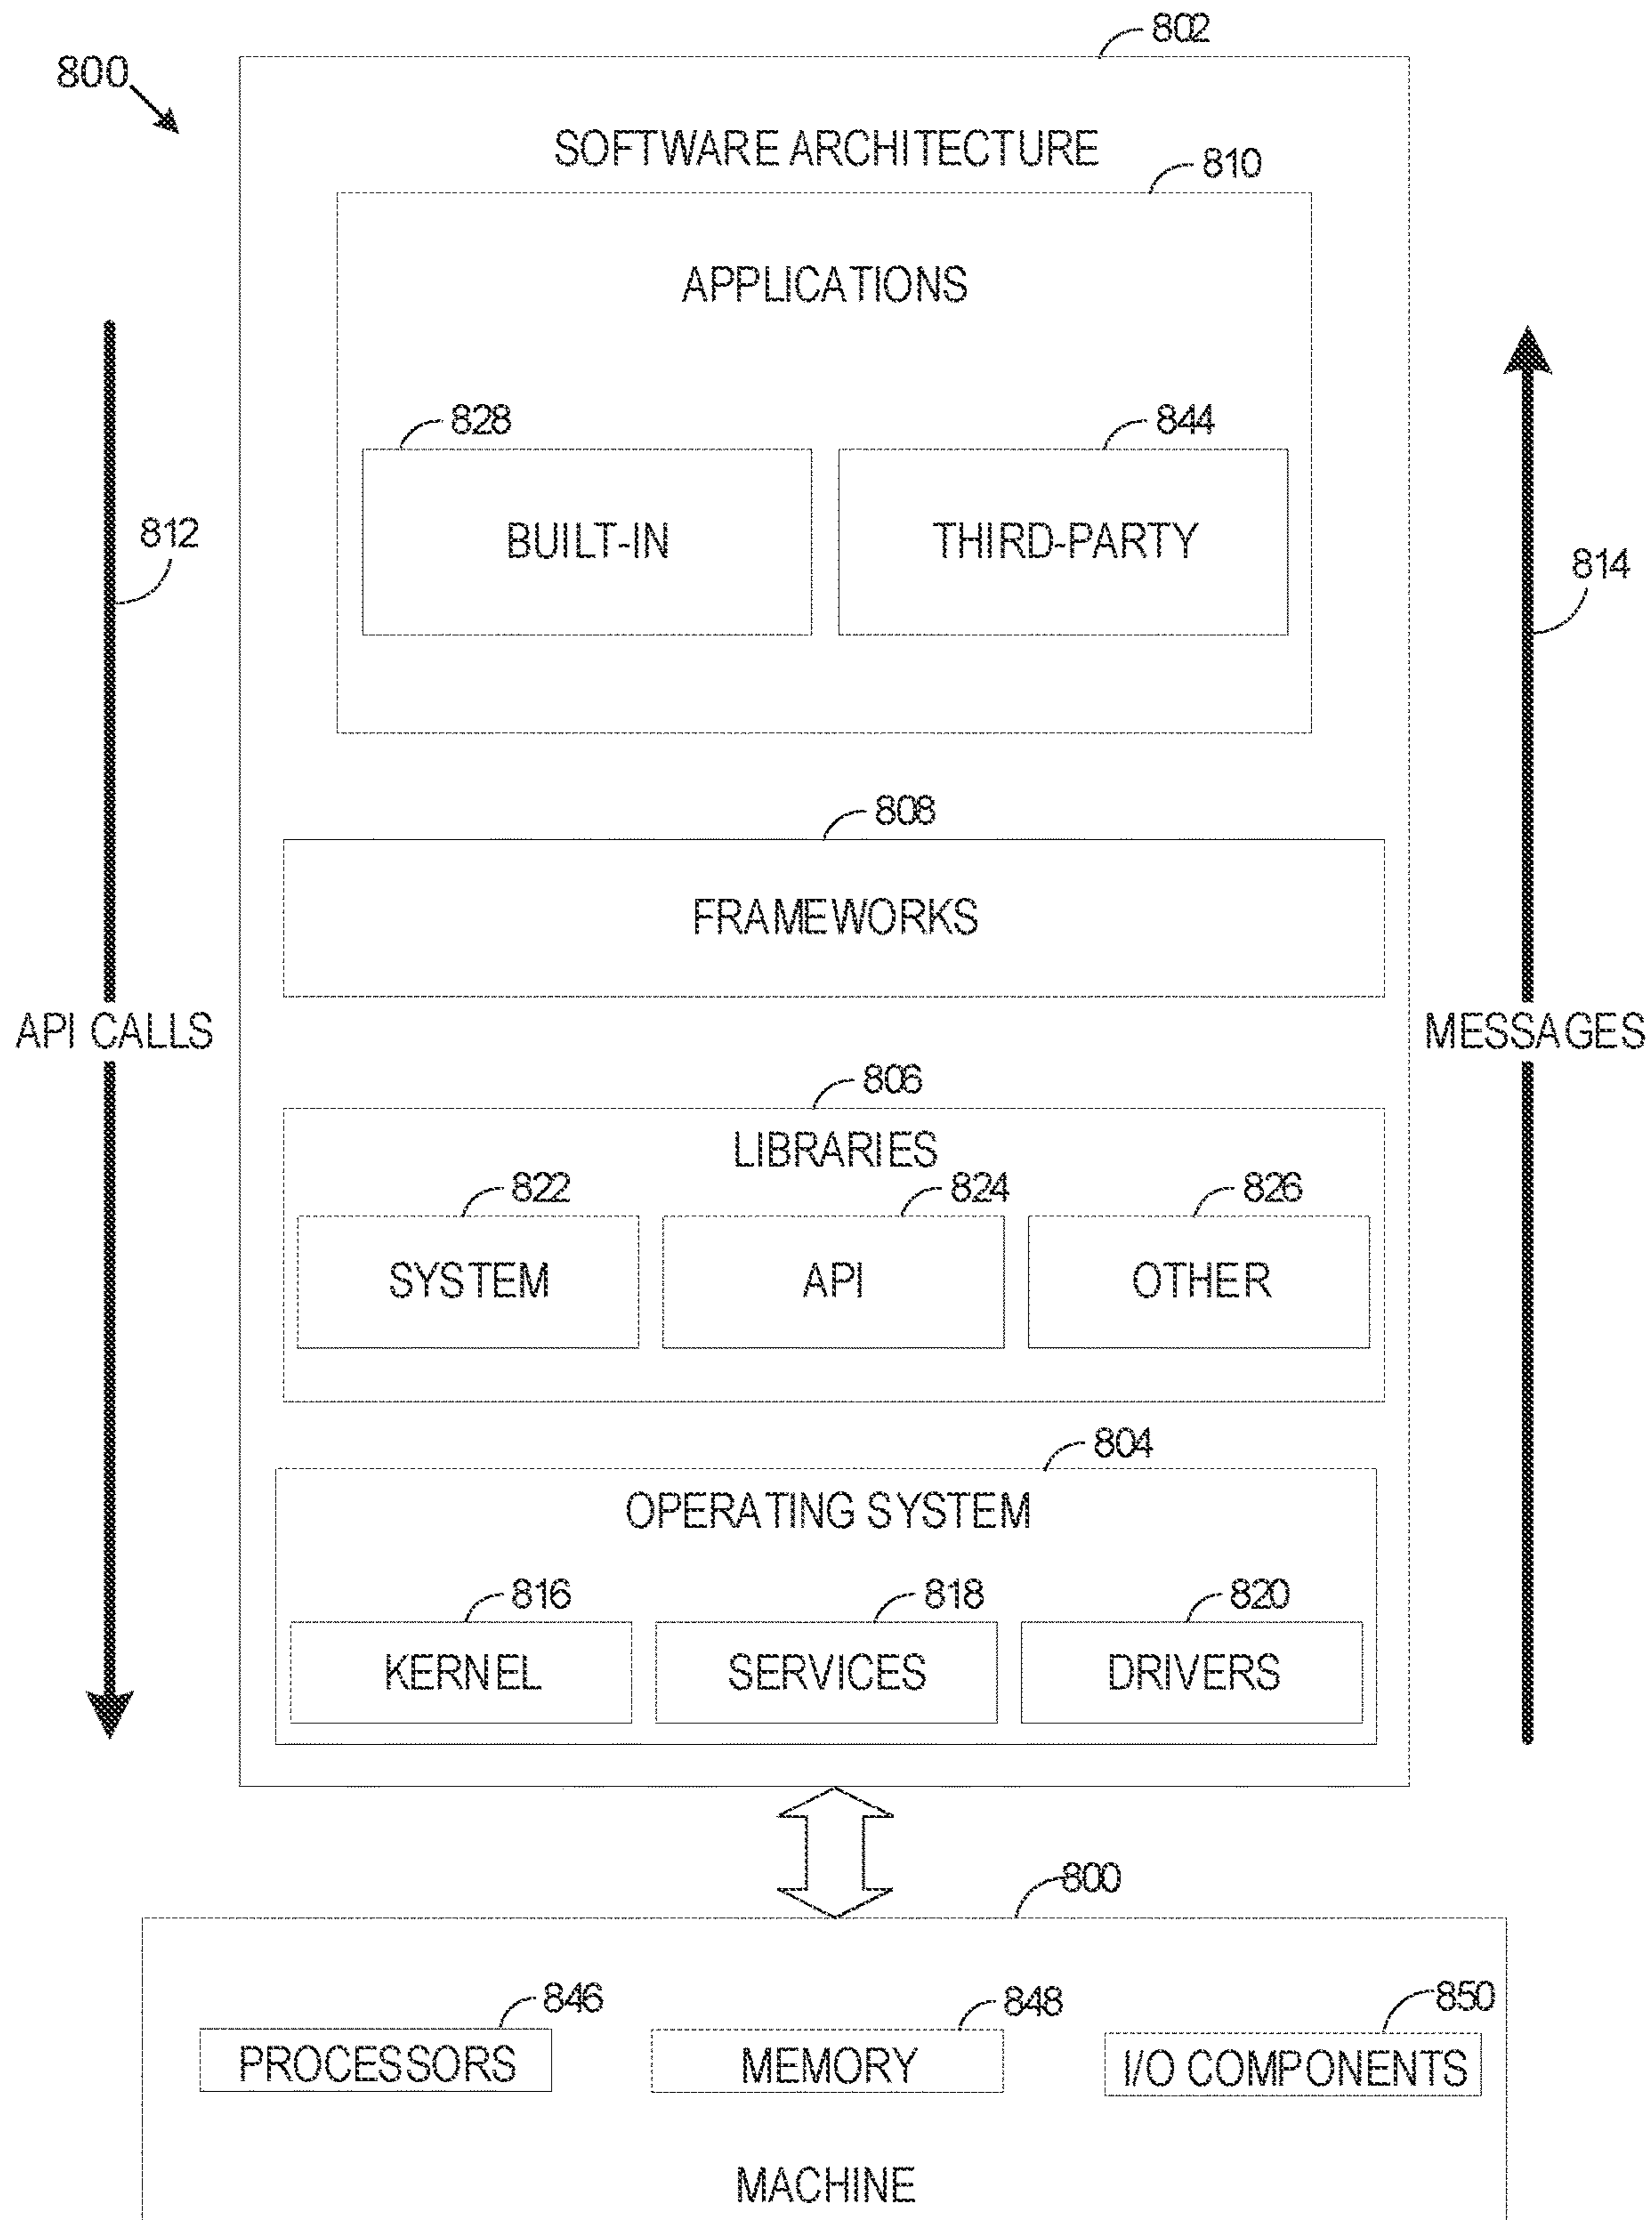 802
800
SOFTWARE ARCHITECTURE
810
APPLICATIONS
828
844
812
BUILT-IN
THIRD-PARTY
814
808
FRAMEWORKS
API CALLS
MESSAGES
806
LIBRARIES
822
824
826
SYSTEM
API
OTHER
804
OPERATING SYSTEM
816
818
820
KERNEL
SERVICES
DRIVERS
800
846
848
850
PROCESSORS
MEMORY
I/O COMPONENTS
MACHINE